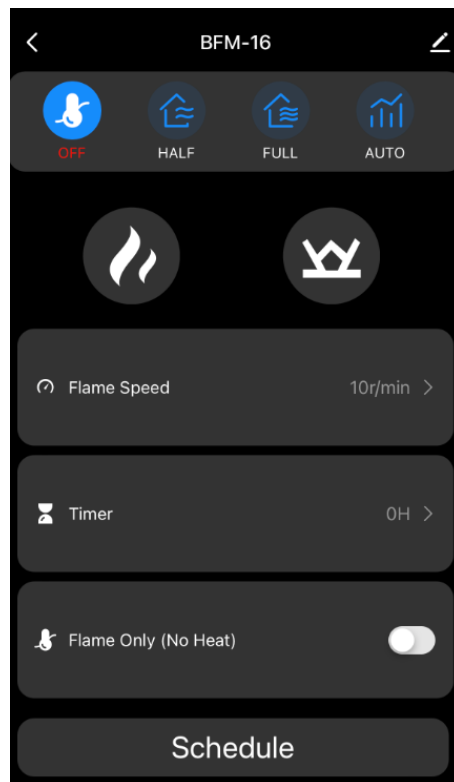 BFM-16
OFF HALF FULL AUTO
Flame Speed 10r/min
Timer 0H
Flame Only (No Heat)
Schedule